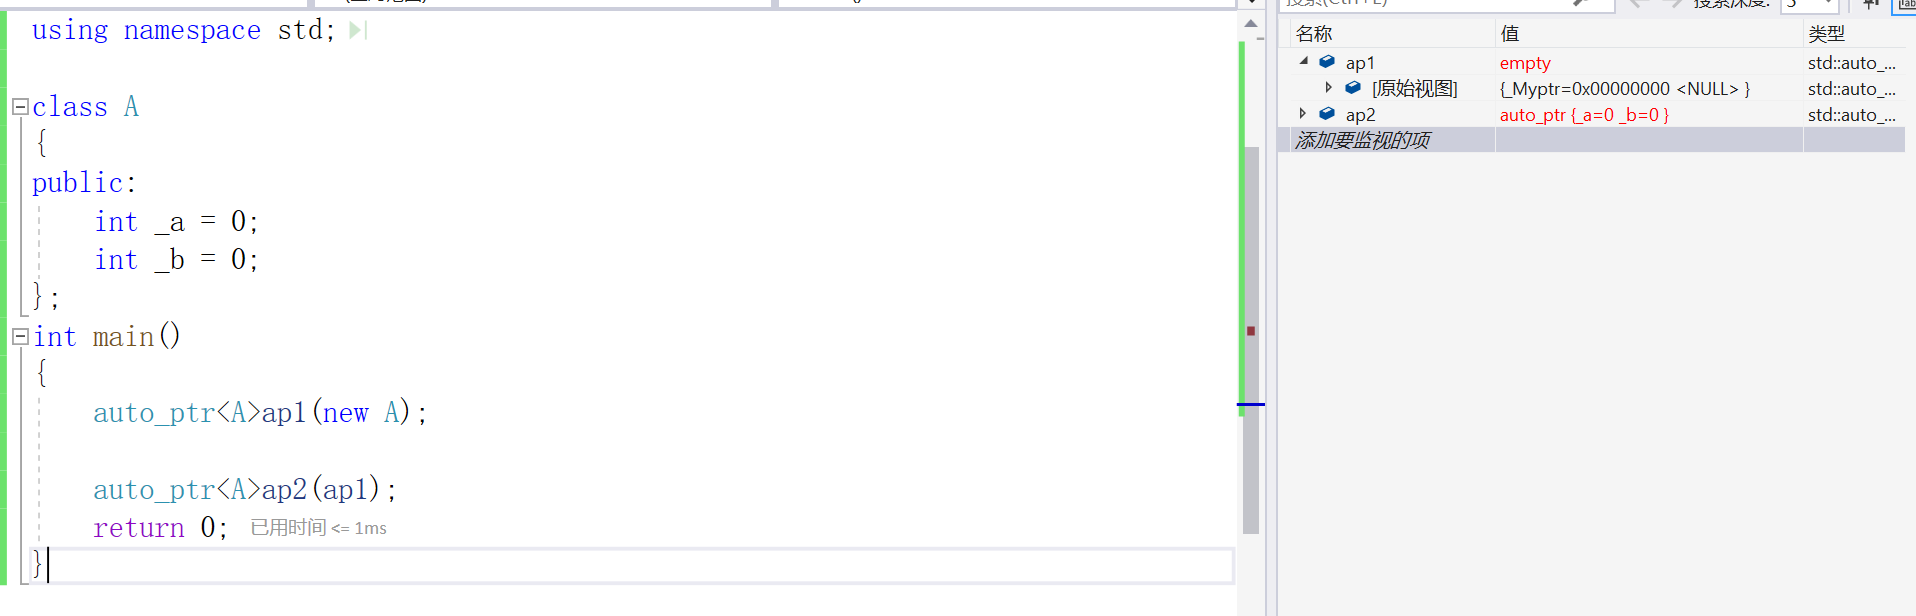 using namespace std;
class A
{
public:
int _a = 0;
int _b = 0;
};
int main()
{
auto_ptr<A>ap1(new A);
auto_ptr<A>ap2(ap1);
return 0; 已用时间 <= 1ms
}
搜索(Ctrl+E) 搜索深度: 3
名称 值 类型
ap1 empty std::auto_...
[原始视图] {_Myptr=0x00000000 <NULL> } std::auto_...
ap2 auto_ptr {_a=0 _b=0 } std::auto_...
添加要监视的项